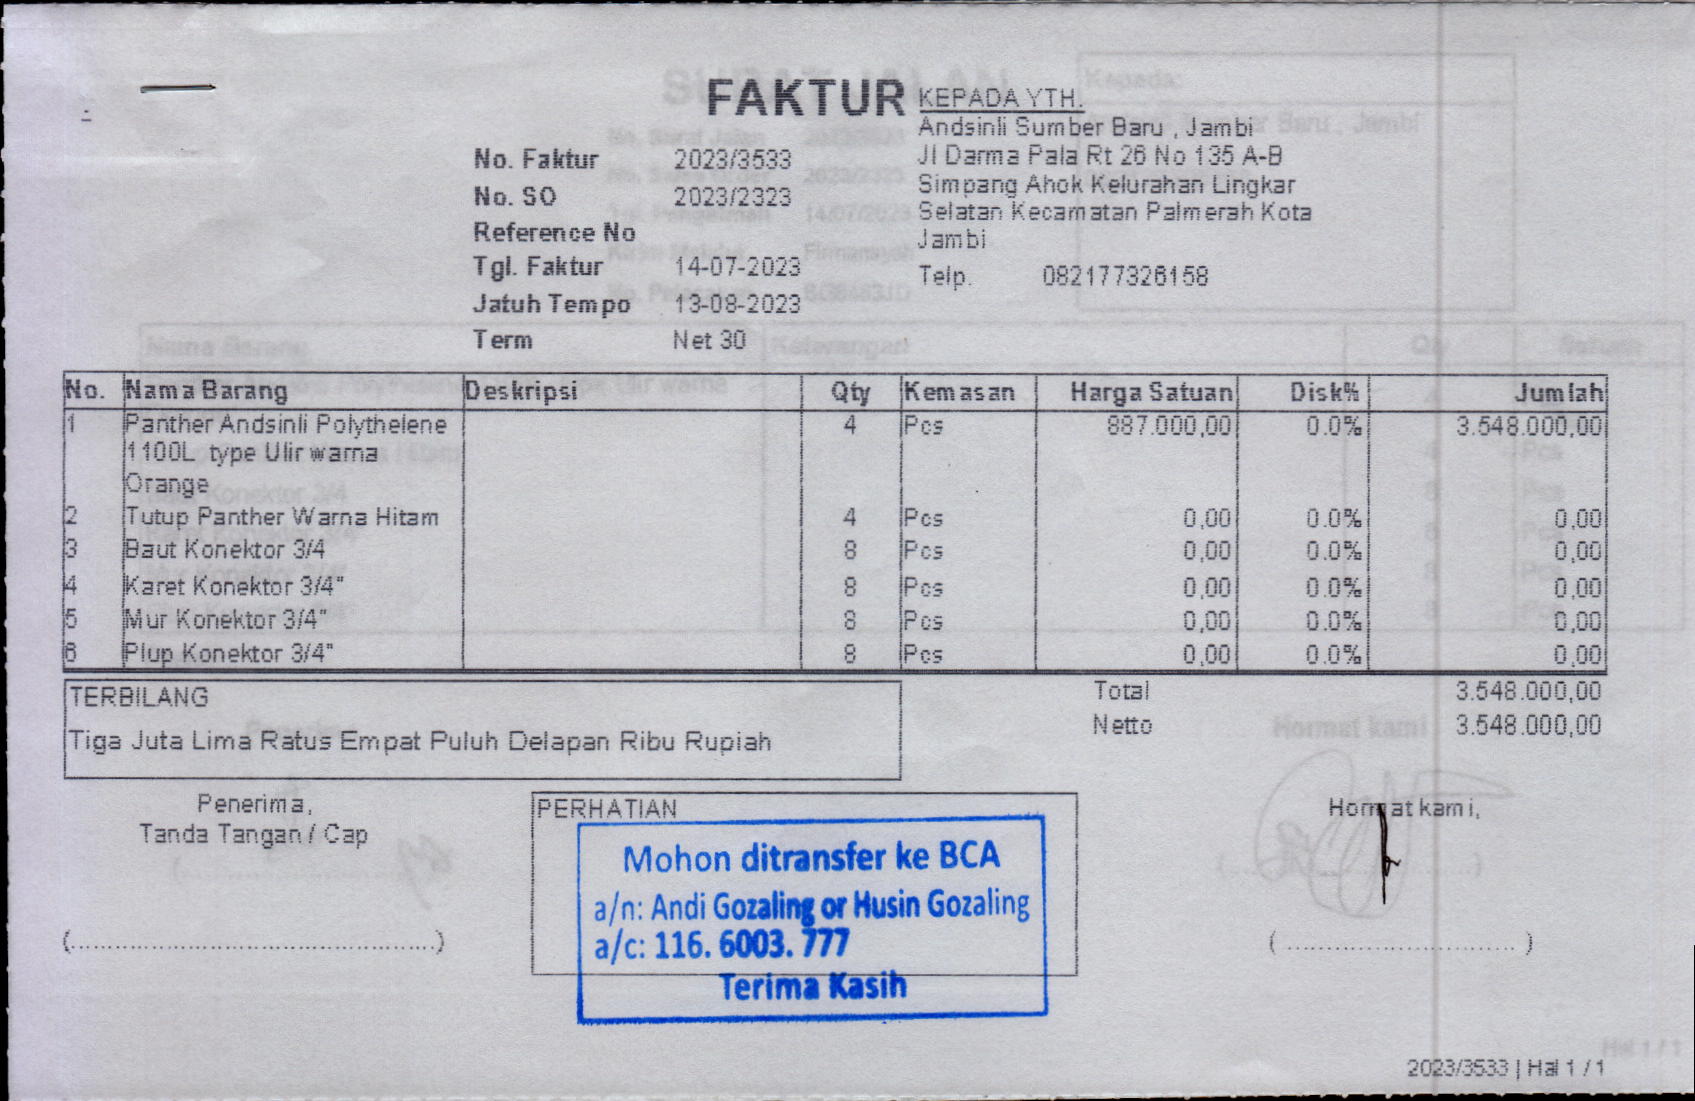 FAKTUR
No. Faktur 2023/3533
No. SO 2023/2323
Reference No
Tgl. Faktur 14-07-2023
Jatuh Tempo 13-08-2023
Term Net 30
KEPADA YTH.
Andsinli Sumber Baru , Jambi
Jl Darma Pala Rt 26 No 135 A-B
Simpang Ahok Kelurahan Lingkar
Selatan Kecamatan Palmerah Kota
Jambi
Telp. 082177326158
No. Nama Barang Deskripsi Qty Kemasan Harga Satuan Disk% Jumlah
1 Panther Andsinli Polythelene 4 Pcs 887.000,00 0.0% 3.548.000,00
1100L type Ulir warna
Orange
2 Tutup Panther Warna Hitam 4 Pcs 0,00 0.0% 0,00
3 Baut Konektor 3/4 8 Pcs 0,00 0.0% 0,00
4 Karet Konektor 3/4" 8 Pcs 0,00 0.0% 0,00
5 Mur Konektor 3/4" 8 Pcs 0,00 0.0% 0,00
6 Plup Konektor 3/4" 8 Pcs 0,00 0.0% 0,00
TERBILANG
Tiga Juta Lima Ratus Empat Puluh Delapan Ribu Rupiah
Total 3.548.000,00
Netto 3.548.000,00
Penerima,
Tanda Tangan / Cap
(..........................................)
PERHATIAN
Mohon ditransfer ke BCA
a/n: Andi Gozaling or Husin Gozaling
a/c: 116. 6003. 777
Terima Kasih
Hormat kami,
( ........................... )
2023/3533 | Hal 1 / 1